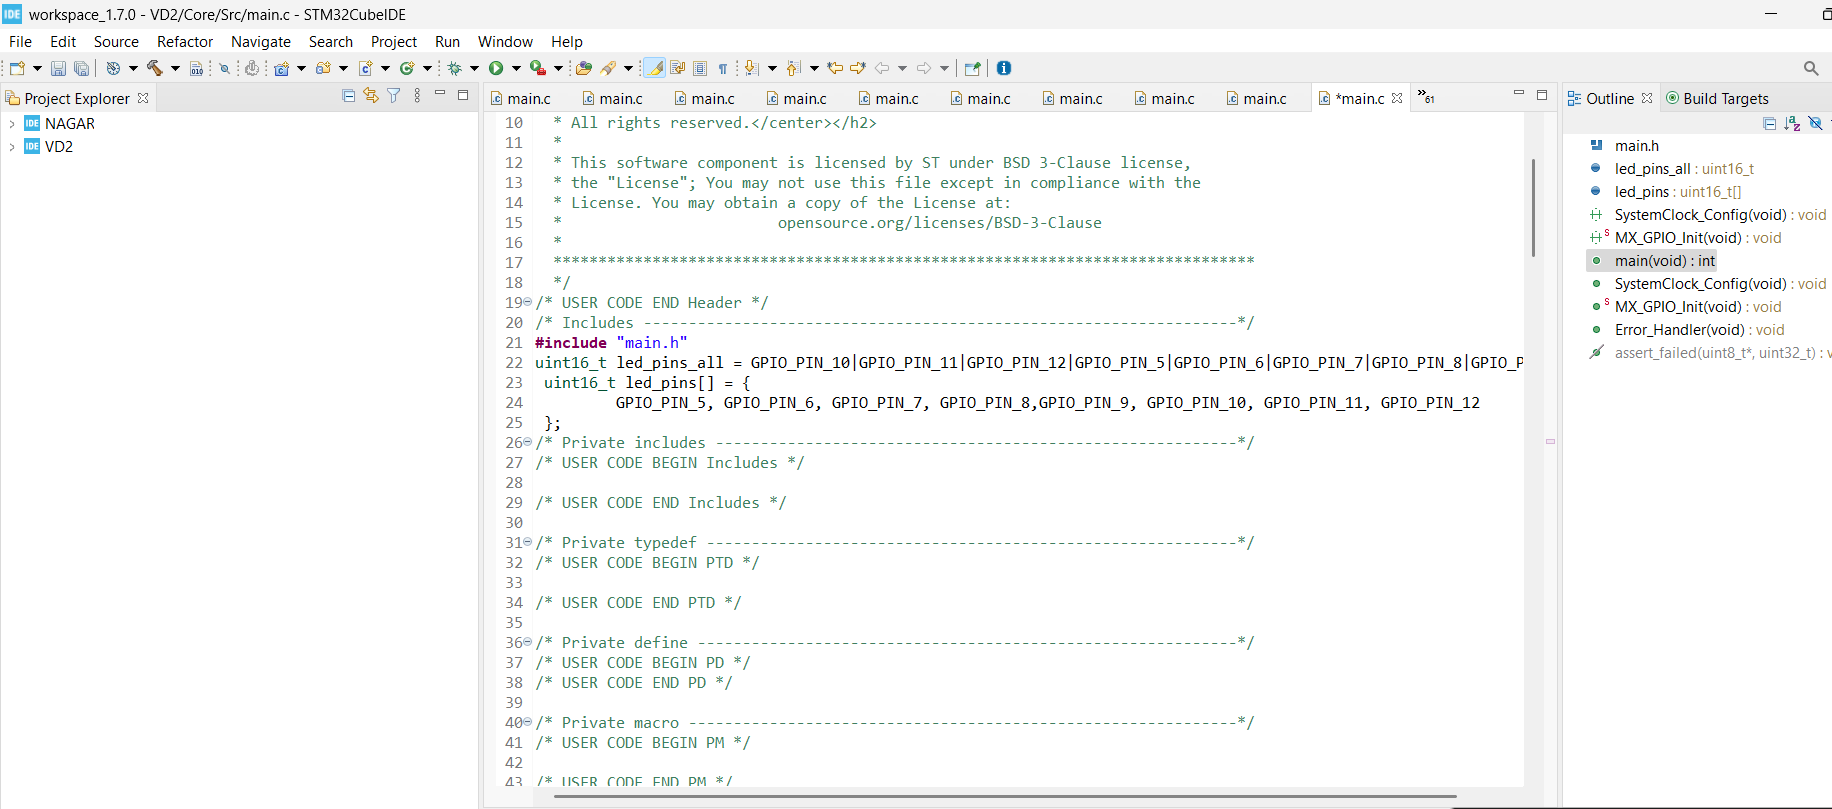 workspace_1.7.0 - VD2/Core/Src/main.c - STM32CubeIDE
File Edit Source Refactor Navigate Search Project Run Window Help
Project Explorer
NAGAR
VD2
main.c main.c main.c main.c main.c main.c main.c main.c main.c *main.c »61
10 * All rights reserved.</center></h2>
11 *
12 * This software component is licensed by ST under BSD 3-Clause license,
13 * the "License"; You may not use this file except in compliance with the
14 * License. You may obtain a copy of the License at:
15 * opensource.org/licenses/BSD-3-Clause
16 *
17 ******************************************************************************
18 */
19 /* USER CODE END Header */
20 /* Includes ------------------------------------------------------------------*/
21 #include "main.h"
22 uint16_t led_pins_all = GPIO_PIN_10|GPIO_PIN_11|GPIO_PIN_12|GPIO_PIN_5|GPIO_PIN_6|GPIO_PIN_7|GPIO_PIN_8|GPIO_P
23 uint16_t led_pins[] = {
24 GPIO_PIN_5, GPIO_PIN_6, GPIO_PIN_7, GPIO_PIN_8,GPIO_PIN_9, GPIO_PIN_10, GPIO_PIN_11, GPIO_PIN_12
25 };
26 /* Private includes ----------------------------------------------------------*/
27 /* USER CODE BEGIN Includes */
28
29 /* USER CODE END Includes */
30
31 /* Private typedef -----------------------------------------------------------*/
32 /* USER CODE BEGIN PTD */
33
34 /* USER CODE END PTD */
35
36 /* Private define ------------------------------------------------------------*/
37 /* USER CODE BEGIN PD */
38 /* USER CODE END PD */
39
40 /* Private macro -------------------------------------------------------------*/
41 /* USER CODE BEGIN PM */
42
43 /* USER CODE END PM */
Outline Build Targets
main.h
led_pins_all : uint16_t
led_pins : uint16_t[]
SystemClock_Config(void) : void
MX_GPIO_Init(void) : void
main(void) : int
SystemClock_Config(void) : void
MX_GPIO_Init(void) : void
Error_Handler(void) : void
assert_failed(uint8_t*, uint32_t) : v